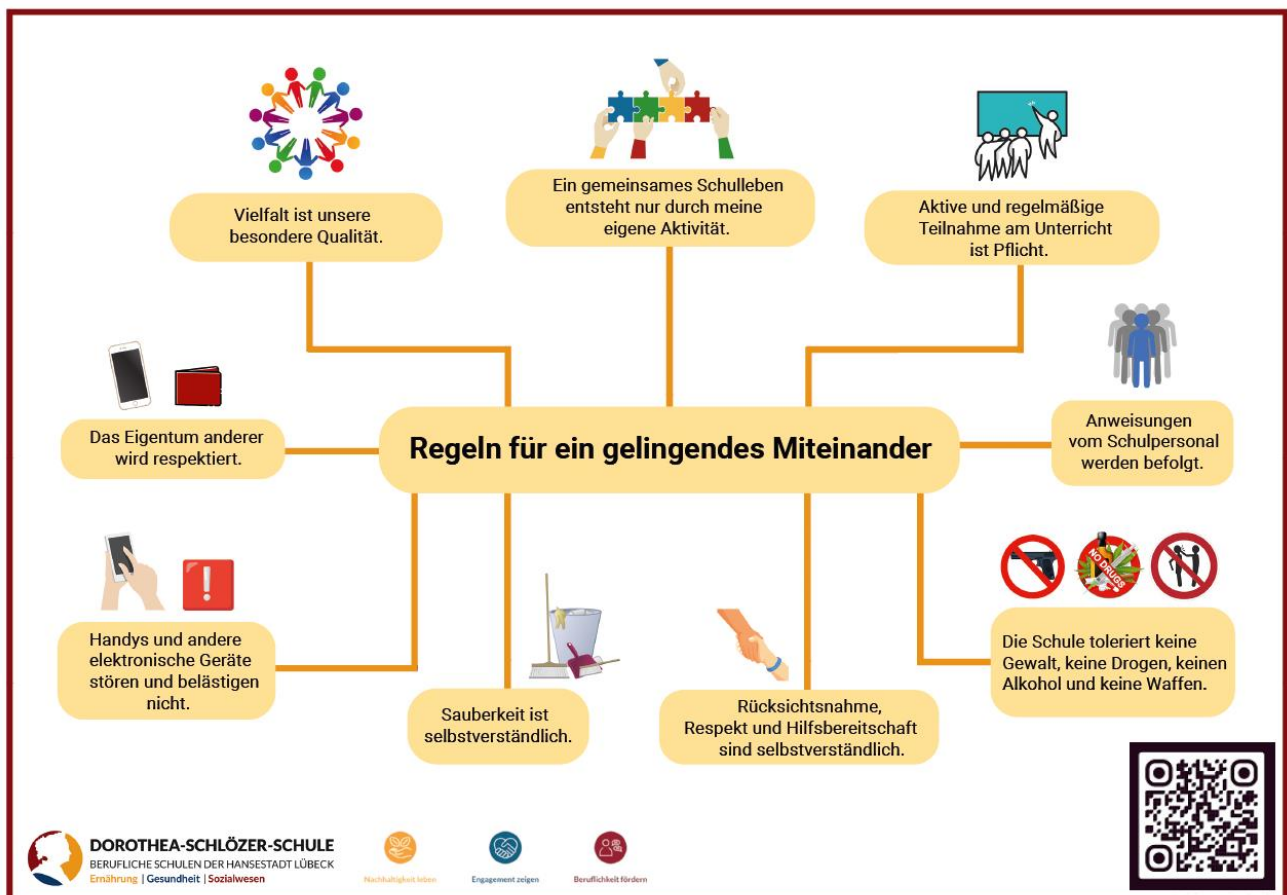 Vielfalt ist unsere
besondere Qualität.
Ein gemeinsames Schulleben
entsteht nur durch meine
eigene Aktivität.
Aktive und regelmäßige
Teilnahme am Unterricht
ist Pflicht.
Das Eigentum anderer
wird respektiert.
Regeln für ein gelingendes Miteinander
Anweisungen
vom Schulpersonal
werden befolgt.
Handys und andere
elektronische Geräte
stören und belästigen
nicht.
Sauberkeit ist
selbstverständlich.
Rücksichtsnahme,
Respekt und Hilfsbereitschaft
sind selbstverständlich.
NO DRUGS
Die Schule toleriert keine
Gewalt, keine Drogen, keinen
Alkohol und keine Waffen.
DOROTHEA-SCHLÖZER-SCHULE
BERUFLICHE SCHULEN DER HANSESTADT LÜBECK
Ernährung | Gesundheit | Sozialwesen
Nachhaltigkeit leben
Engagement zeigen
Beruflichkeit fördern